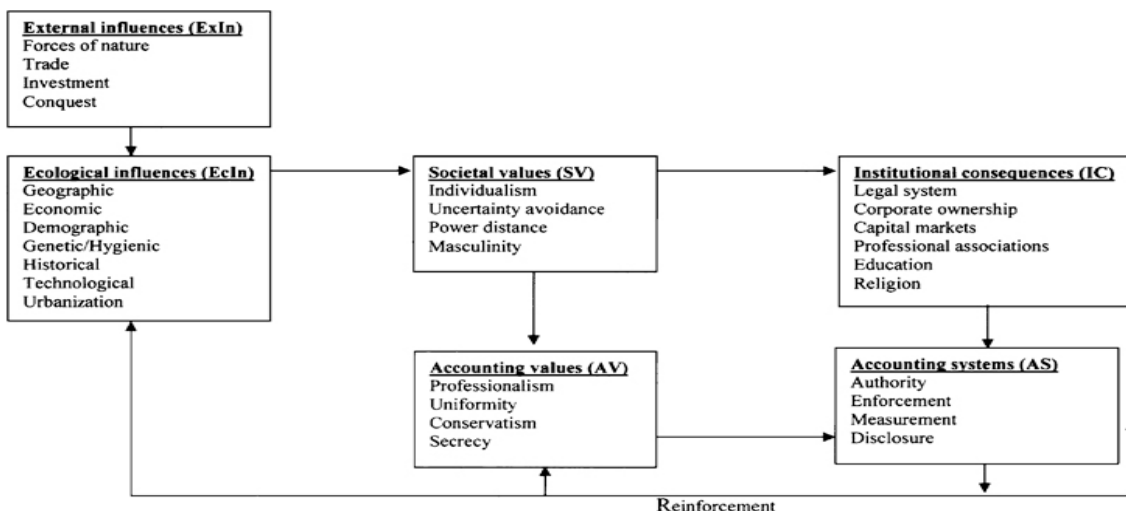 External influences (ExIn)
Forces of nature
Trade
Investment
Conquest
Ecological influences (EcIn)
Geographic
Economic
Demographic
Genetic/Hygienic
Historical
Technological
Urbanization
Societal values (SV)
Individualism
Uncertainty avoidance
Power distance
Masculinity
Institutional consequences (IC)
Legal system
Corporate ownership
Capital markets
Professional associations
Education
Religion
Accounting values (AV)
Professionalism
Uniformity
Conservatism
Secrecy
Accounting systems (AS)
Authority
Enforcement
Measurement
Disclosure
Reinforcement